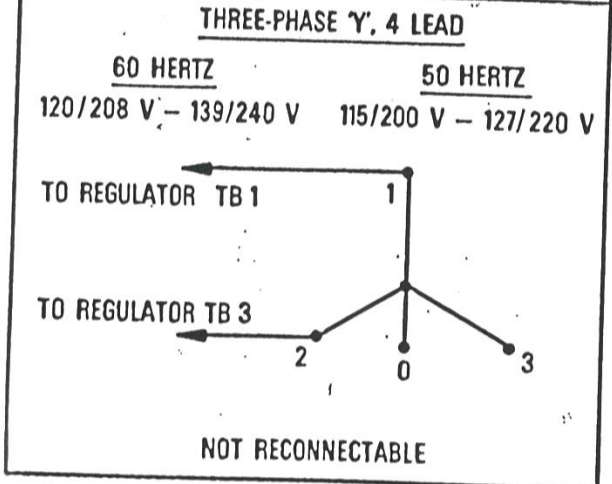 THREE-PHASE Y, 4 LEAD
60 HERTZ
50 HERTZ
120/208 V – 139/240 V
115/200 V – 127/220 V
TO REGULATOR TB 1
1
TO REGULATOR TB 3
2
0
3
NOT RECONNECTABLE